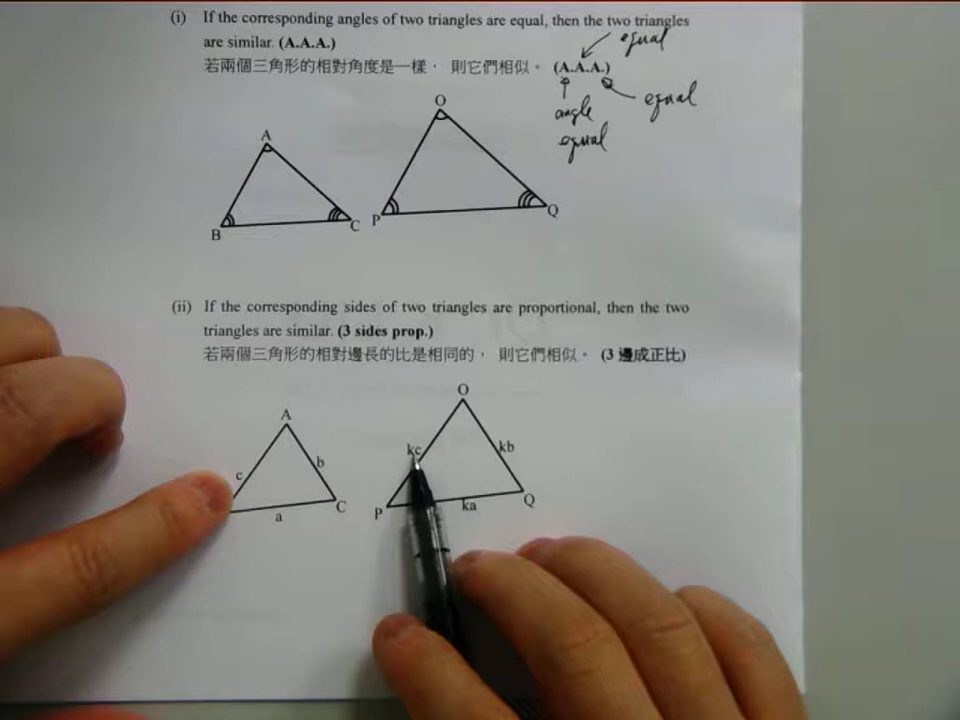 (i) If the corresponding angles of two triangles are equal, then the two triangles
are similar. (A.A.A.)
若兩個三角形的相對角度是一樣， 則它們相似。 (A.A.A.)
equal
equal
angle
equal
A
B
C
O
P
Q
(ii) If the corresponding sides of two triangles are proportional, then the two
triangles are similar. (3 sides prop.)
若兩個三角形的相對邊長的比是相同的， 則它們相似。 (3 邊成正比)
A
c
b
C
a
O
kc
kb
P
ka
Q